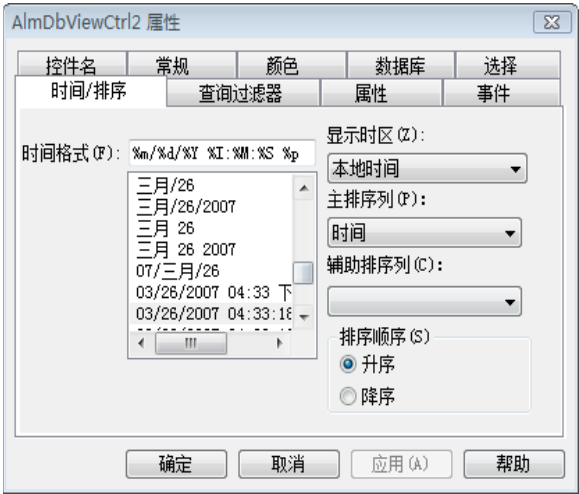 AlmDbViewCtrl2 属性
控件名 常规 颜色 数据库 选择
时间/排序 查询过滤器 属性 事件
时间格式(F): %m/%d/%Y %I:%M:%S %p
三月/26
三月/26/2007
三月 26
三月 26 2007
07/三月/26
03/26/2007 04:33 下
03/26/2007 04:33:18
显示时区(Z):
本地时间
主排序列(P):
时间
辅助排序列(C):
排序顺序(S)
升序
降序
确定 取消 应用(A) 帮助